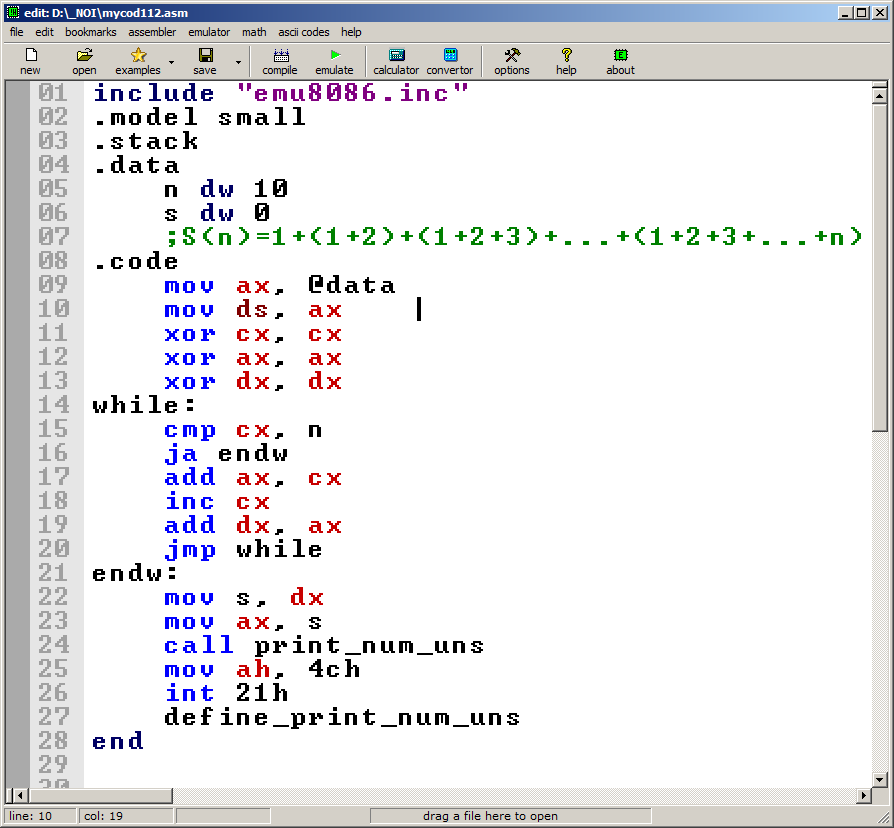 edit: D:\_NOI\mycod112.asm
file edit bookmarks assembler emulator math ascii codes help
new open examples save compile emulate calculator convertor options help about
01 include "emu8086.inc"
02 .model small
03 .stack
04 .data
05 n dw 10
06 s dw 0
07 ;S(n)=1+(1+2)+(1+2+3)+...+(1+2+3+...+n)
08 .code
09 mov ax, @data
10 mov ds, ax
11 xor cx, cx
12 xor ax, ax
13 xor dx, dx
14 while:
15 cmp cx, n
16 ja endw
17 add ax, cx
18 inc cx
19 add dx, ax
20 jmp while
21 endw:
22 mov s, dx
23 mov ax, s
24 call print_num_uns
25 mov ah, 4ch
26 int 21h
27 define_print_num_uns
28 end
29
30
line: 10 col: 19 drag a file here to open